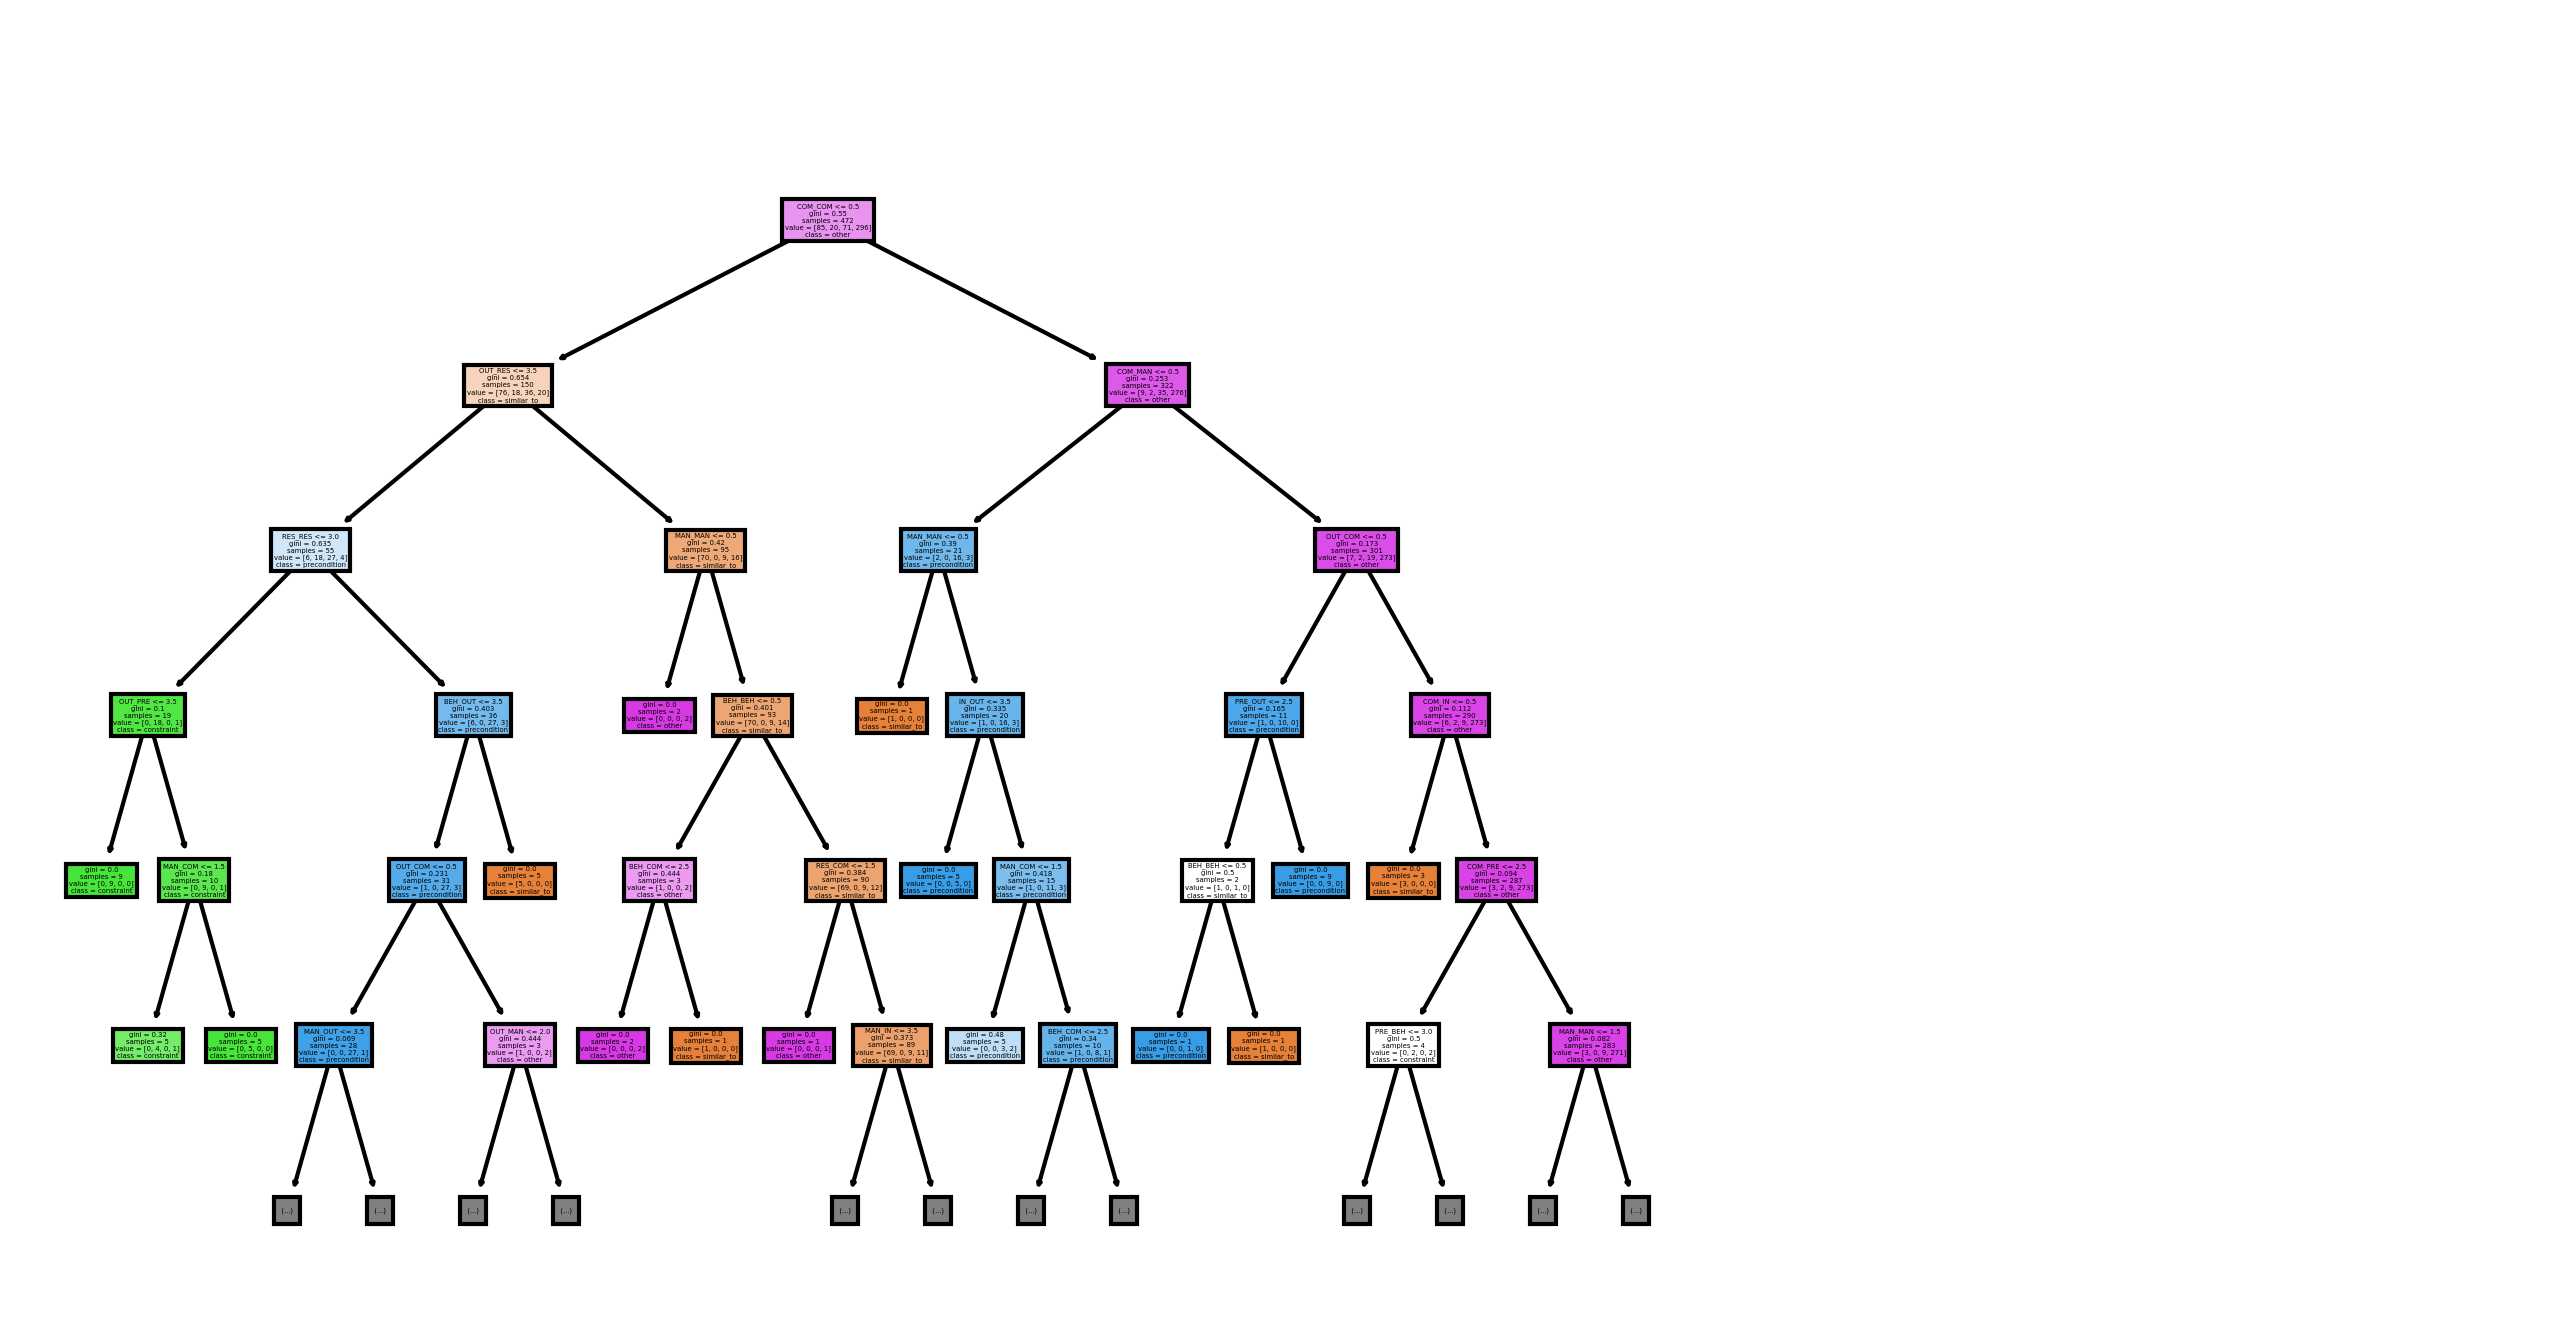 COM_COM <= 0.5
gini = 0.55
samples = 472
value = [85, 20, 71, 296]
class = other
OUT_RES <= 3.5
gini = 0.654
samples = 150
value = [76, 18, 36, 20]
class = similar_to
COM_MAN <= 0.5
gini = 0.253
samples = 322
value = [9, 2, 35, 276]
class = other
RES_RES <= 3.0
gini = 0.635
samples = 55
value = [6, 18, 27, 4]
class = precondition
MAN_MAN <= 0.5
gini = 0.42
samples = 95
value = [70, 0, 9, 16]
class = similar_to
MAN_MAN <= 0.5
gini = 0.39
samples = 21
value = [2, 0, 16, 3]
class = precondition
OUT_COM <= 0.5
gini = 0.173
samples = 301
value = [7, 2, 19, 273]
class = other
OUT_PRE <= 3.5
gini = 0.1
samples = 19
value = [0, 18, 0, 1]
class = constraint
BEH_OUT <= 3.5
gini = 0.403
samples = 36
value = [6, 0, 27, 3]
class = precondition
gini = 0.0
samples = 2
value = [0, 0, 0, 2]
class = other
BEH_BEH <= 0.5
gini = 0.401
samples = 93
value = [70, 0, 9, 14]
class = similar_to
gini = 0.0
samples = 1
value = [1, 0, 0, 0]
class = similar_to
IN_OUT <= 3.5
gini = 0.335
samples = 20
value = [1, 0, 16, 3]
class = precondition
PRE_OUT <= 2.5
gini = 0.165
samples = 11
value = [1, 0, 10, 0]
class = precondition
COM_IN <= 0.5
gini = 0.112
samples = 290
value = [6, 2, 9, 273]
class = other
gini = 0.0
samples = 9
value = [0, 9, 0, 0]
class = constraint
MAN_COM <= 1.5
gini = 0.18
samples = 10
value = [0, 9, 0, 1]
class = constraint
OUT_COM <= 0.5
gini = 0.231
samples = 31
value = [1, 0, 27, 3]
class = precondition
gini = 0.0
samples = 5
value = [5, 0, 0, 0]
class = similar_to
BEH_COM <= 2.5
gini = 0.444
samples = 3
value = [1, 0, 0, 2]
class = other
RES_COM <= 1.5
gini = 0.384
samples = 90
value = [69, 0, 9, 12]
class = similar_to
gini = 0.0
samples = 5
value = [0, 0, 5, 0]
class = precondition
MAN_COM <= 1.5
gini = 0.418
samples = 15
value = [1, 0, 11, 3]
class = precondition
BEH_BEH <= 0.5
gini = 0.5
samples = 2
value = [1, 0, 1, 0]
class = similar_to
gini = 0.0
samples = 9
value = [0, 0, 9, 0]
class = precondition
gini = 0.0
samples = 3
value = [3, 0, 0, 0]
class = similar_to
COM_PRE <= 2.5
gini = 0.094
samples = 287
value = [3, 2, 9, 273]
class = other
gini = 0.32
samples = 5
value = [0, 4, 0, 1]
class = constraint
gini = 0.0
samples = 5
value = [0, 5, 0, 0]
class = constraint
MAN_OUT <= 3.5
gini = 0.069
samples = 28
value = [0, 0, 27, 1]
class = precondition
OUT_MAN <= 2.0
gini = 0.444
samples = 3
value = [1, 0, 0, 2]
class = other
gini = 0.0
samples = 2
value = [0, 0, 0, 2]
class = other
gini = 0.0
samples = 1
value = [1, 0, 0, 0]
class = similar_to
gini = 0.0
samples = 1
value = [0, 0, 0, 1]
class = other
MAN_IN <= 3.5
gini = 0.373
samples = 89
value = [69, 0, 9, 11]
class = similar_to
gini = 0.48
samples = 5
value = [0, 0, 3, 2]
class = precondition
BEH_COM <= 2.5
gini = 0.34
samples = 10
value = [1, 0, 8, 1]
class = precondition
gini = 0.0
samples = 1
value = [0, 0, 1, 0]
class = precondition
gini = 0.0
samples = 1
value = [1, 0, 0, 0]
class = similar_to
PRE_BEH <= 3.0
gini = 0.5
samples = 4
value = [0, 2, 0, 2]
class = constraint
MAN_MAN <= 1.5
gini = 0.082
samples = 283
value = [3, 0, 9, 271]
class = other
(...)
(...)
(...)
(...)
(...)
(...)
(...)
(...)
(...)
(...)
(...)
(...)